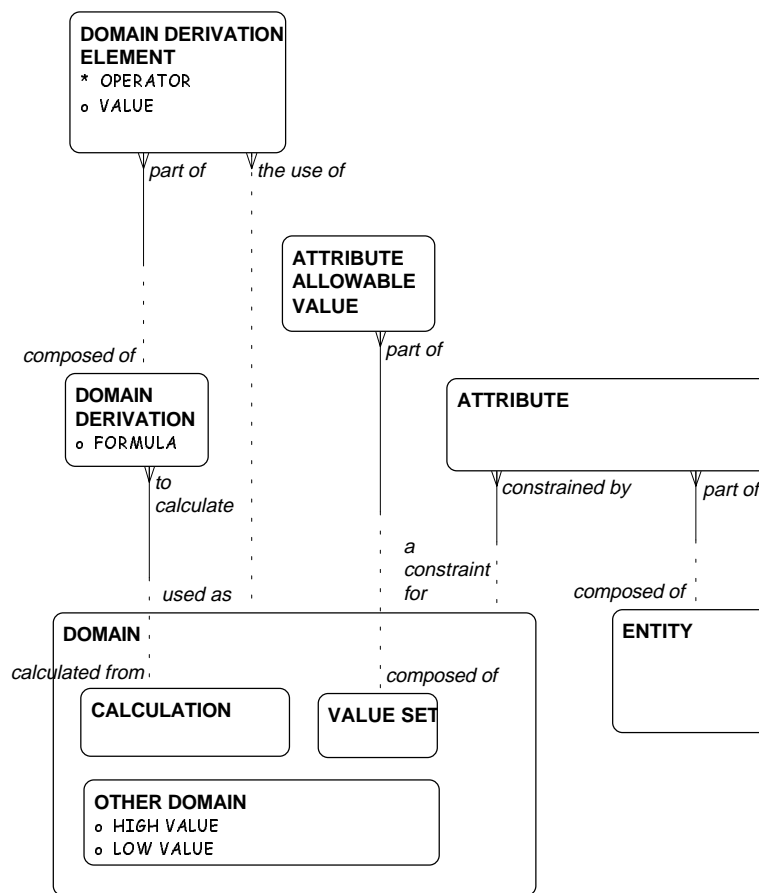 DOMAIN DERIVATION
ELEMENT
* OPERATOR
o VALUE
part of
the use of
ATTRIBUTE
ALLOWABLE
VALUE
part of
composed of
DOMAIN
DERIVATION
o FORMULA
ATTRIBUTE
to
calculate
constrained by
part of
a
constraint
for
used as
composed of
DOMAIN
ENTITY
calculated from
composed of
CALCULATION
VALUE SET
OTHER DOMAIN
o HIGH VALUE
o LOW VALUE